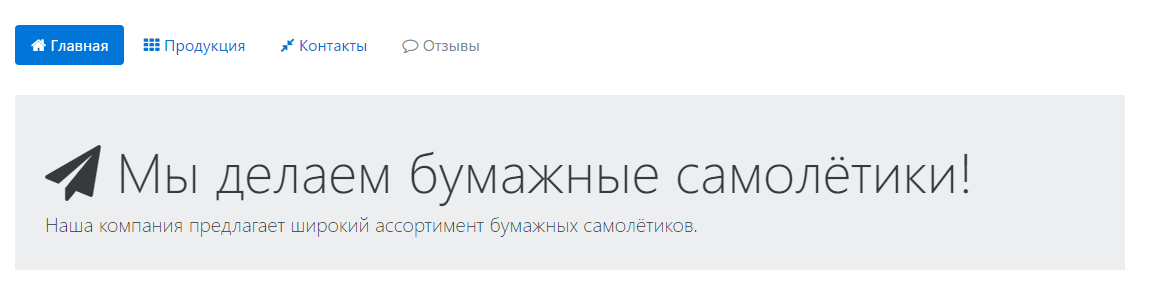 Главная Продукция Контакты Отзывы
Мы делаем бумажные самолётики!
Наша компания предлагает широкий ассортимент бумажных самолётиков.